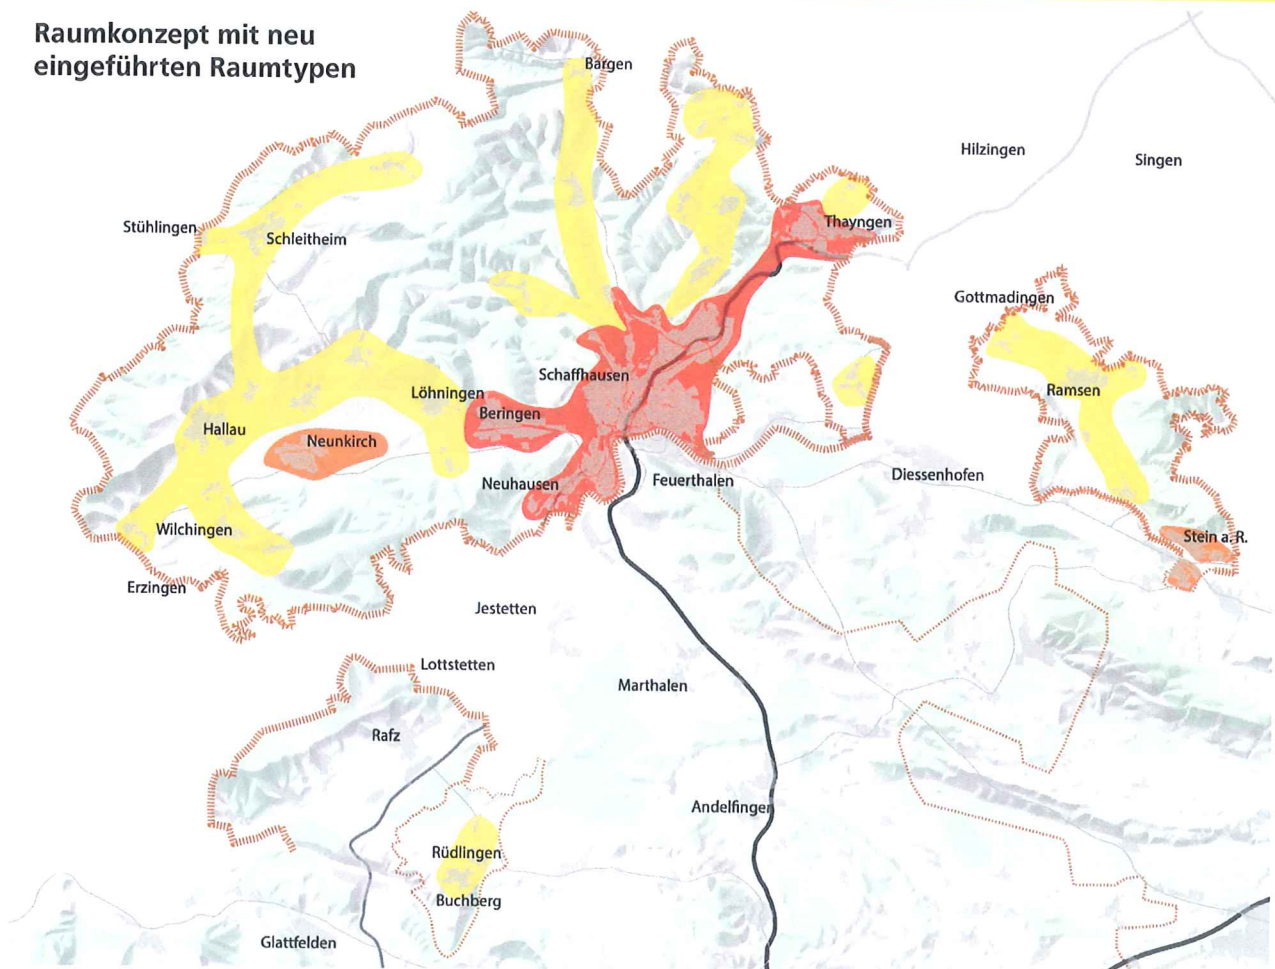 Raumkonzept mit neu
eingeführten Raumtypen
Bargen
Hilzingen
Singen
Stühlingen
Schleitheim
Thayngen
Gottmadingen
Schaffhausen
Löhningen
Beringen
Ramsen
Hallau
Neunkirch
Neuhausen
Feuerthalen
Diessenhofen
Wilchingen
Stein a. R.
Erzingen
Jestetten
Lottstetten
Marthalen
Rafz
Andelfingen
Rüdlingen
Buchberg
Glattfelden